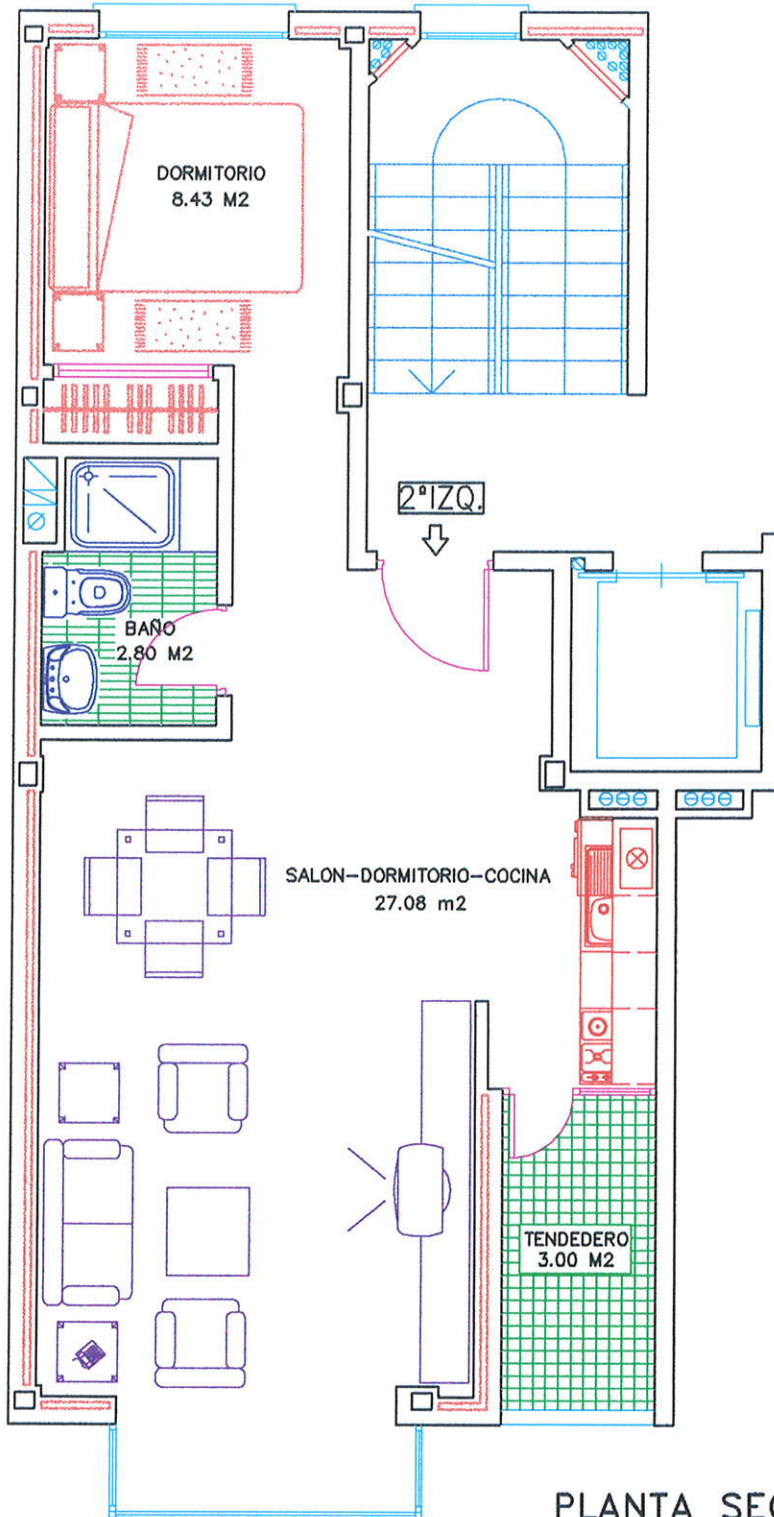 DORMITORIO
8.43 M2
2ºIZQ.
BAÑO
2.80 M2
SALON-DORMITORIO-COCINA
27.08 m2
TENDEDERO
3.00 M2
PLANTA SEG